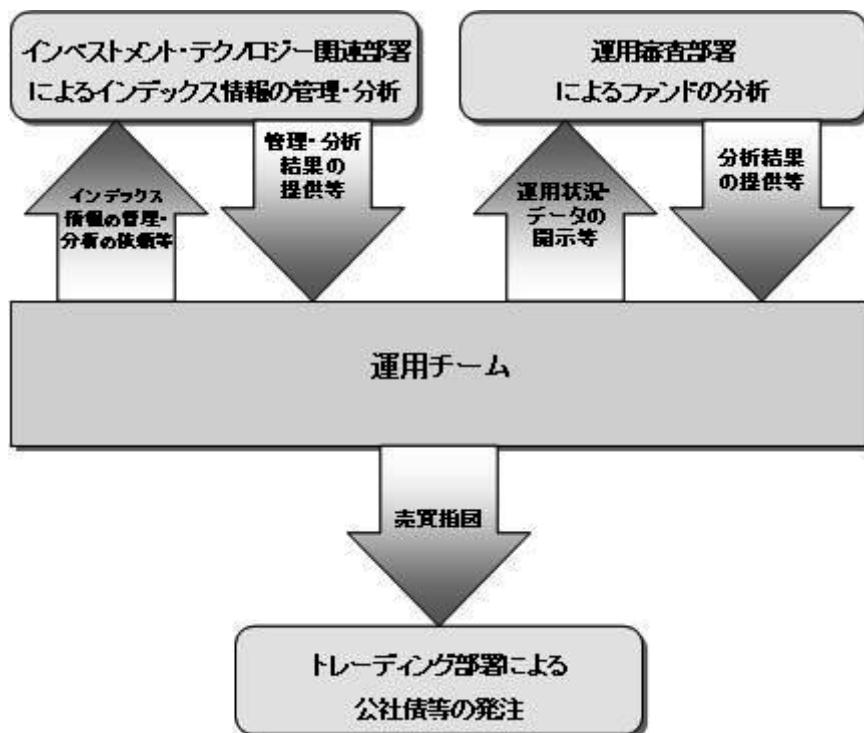 インベストメント・テクノロジー関連部署
によるインデックス情報の管理・分析
運用審査部署
によるファンドの分析
インデックス
情報の管理・
分析の依頼等
管理・分析
結果の
提供等
運用状況・
データの
開示等
分析結果
の提供等
運用チーム
売買指図
トレーディング部署による
公社債等の発注